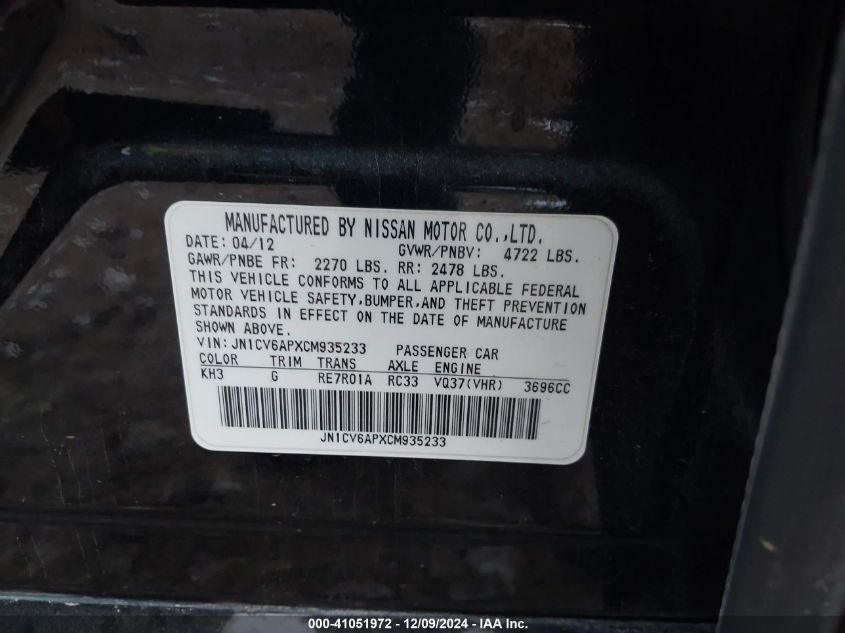 MANUFACTURED BY NISSAN MOTOR CO.,LTD.
DATE: 04/12 GVWR/PNBV: 4722 LBS.
GAWR/PNBE FR: 2270 LBS. RR: 2478 LBS.
THIS VEHICLE CONFORMS TO ALL APPLICABLE FEDERAL
MOTOR VEHICLE SAFETY,BUMPER,AND THEFT PREVENTION
STANDARDS IN EFFECT ON THE DATE OF MANUFACTURE
SHOWN ABOVE.
VIN: JN1CV6APXCM935233 PASSENGER CAR
COLOR TRIM TRANS AXLE ENGINE
KH3 G RE7R01A RC33 VQ37(VHR) 3696CC
JN1CV6APXCM935233
000-41051972 - 12/09/2024 - IAA Inc.